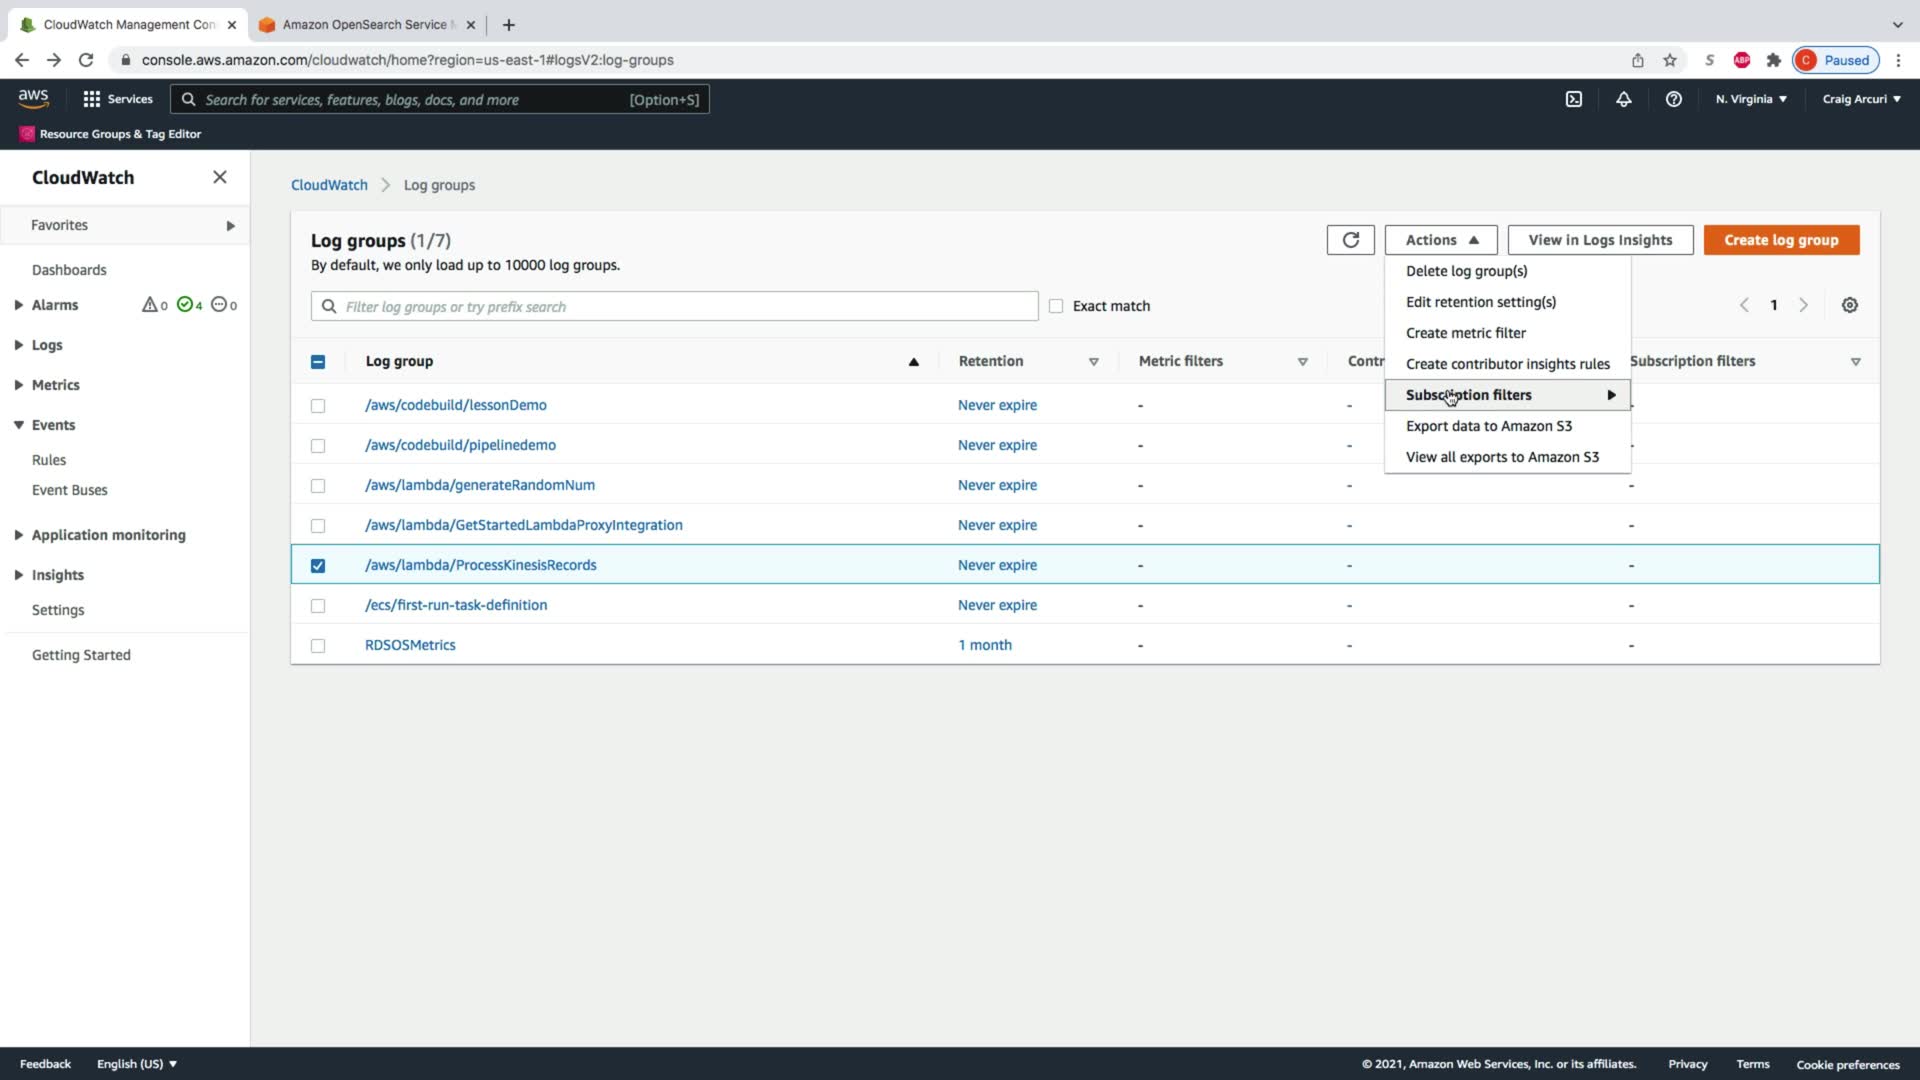 CloudWatch Management Con
Amazon OpenSearch Service
console.aws.amazon.com/cloudwatch/home?region=us-east-1#logsV2:log-groups
S
ABP
C Paused
aws
Services
Search for services, features, blogs, docs, and more [Option+S]
N. Virginia ▼
Craig Arcuri ▼
Resource Groups & Tag Editor
CloudWatch
Favorites
Dashboards
Alarms 0 4 0
Logs
Metrics
Events
Rules
Event Buses
Application monitoring
Insights
Settings
Getting Started
CloudWatch > Log groups
Log groups (1/7)
By default, we only load up to 10000 log groups.
Actions ▲
View in Logs Insights
Create log group
Filter log groups or try prefix search
Exact match
1
Delete log group(s)
Edit retention setting(s)
Create metric filter
Create contributor insights rules
Subscription filters
Export data to Amazon S3
View all exports to Amazon S3
Log group Retention Metric filters Contr Subscription filters
/aws/codebuild/lessonDemo Never expire - - -
/aws/codebuild/pipelinedemo Never expire - - -
/aws/lambda/generateRandomNum Never expire - - -
/aws/lambda/GetStartedLambdaProxyIntegration Never expire - - -
/aws/lambda/ProcessKinesisRecords Never expire - - -
/ecs/first-run-task-definition Never expire - - -
RDSOSMetrics 1 month - - -
Feedback English (US) ▼
© 2021, Amazon Web Services, Inc. or its affiliates. Privacy Terms Cookie preferences